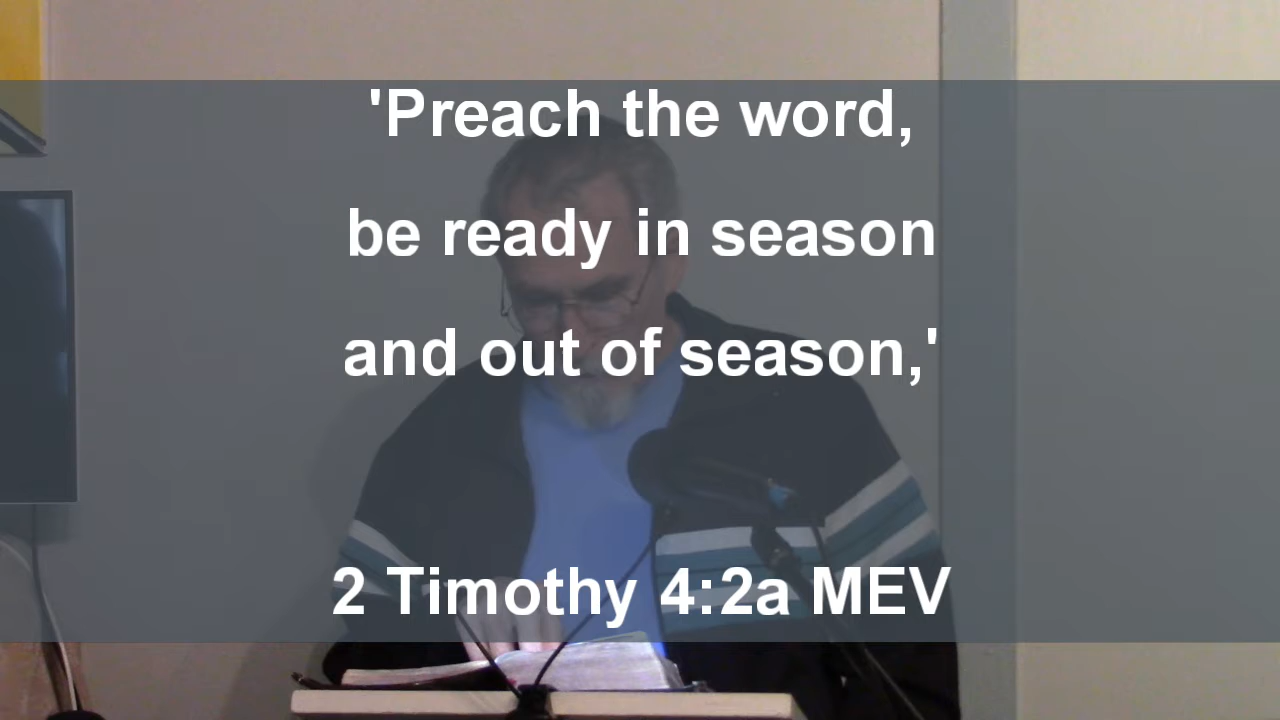 'Preach the word,
be ready in season
and out of season,'
2 Timothy 4:2a MEV